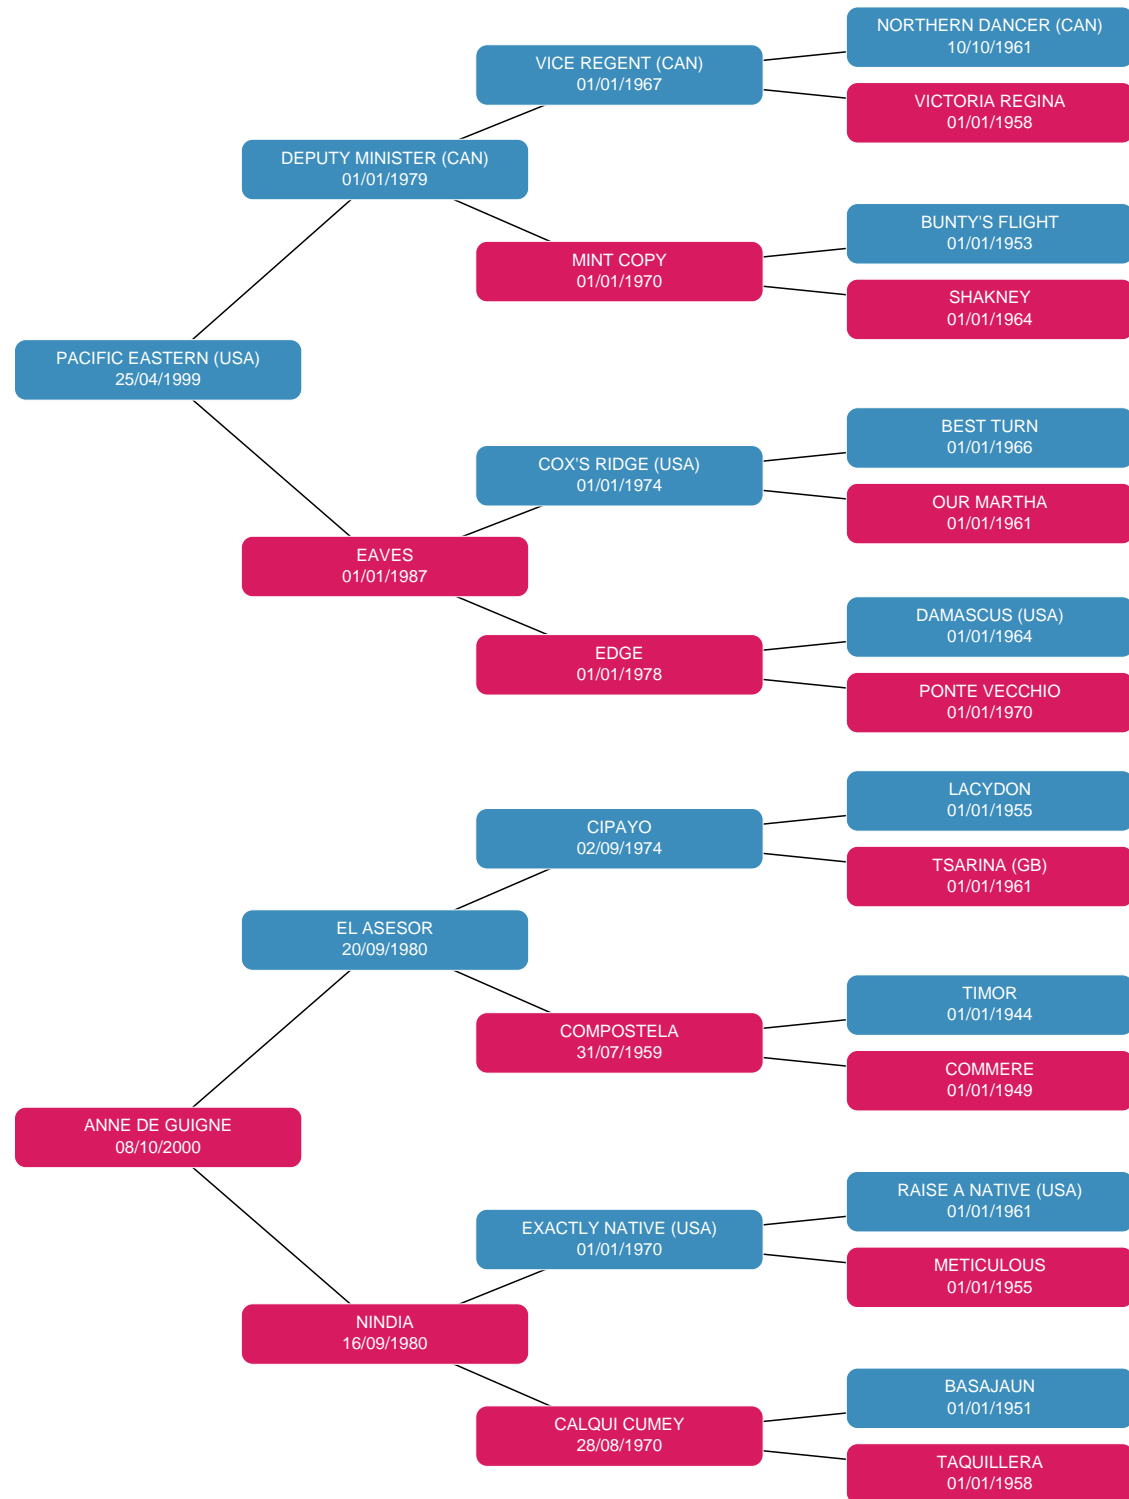 NORTHERN DANCER (CAN)
10/10/1961
VICE REGENT (CAN)
01/01/1967
VICTORIA REGINA
01/01/1958
DEPUTY MINISTER (CAN)
01/01/1979
BUNTY'S FLIGHT
01/01/1953
MINT COPY
01/01/1970
SHAKNEY
01/01/1964
PACIFIC EASTERN (USA)
25/04/1999
BEST TURN
01/01/1966
COX'S RIDGE (USA)
01/01/1974
OUR MARTHA
01/01/1961
EAVES
01/01/1987
DAMASCUS (USA)
01/01/1964
EDGE
01/01/1978
PONTE VECCHIO
01/01/1970
LACYDON
01/01/1955
CIPAYO
02/09/1974
TSARINA (GB)
01/01/1961
EL ASESOR
20/09/1980
TIMOR
01/01/1944
COMPOSTELA
31/07/1959
COMMERE
01/01/1949
ANNE DE GUIGNE
08/10/2000
RAISE A NATIVE (USA)
01/01/1961
EXACTLY NATIVE (USA)
01/01/1970
METICULOUS
01/01/1955
NINDIA
16/09/1980
BASAJAUN
01/01/1951
CALQUI CUMEY
28/08/1970
TAQUILLERA
01/01/1958